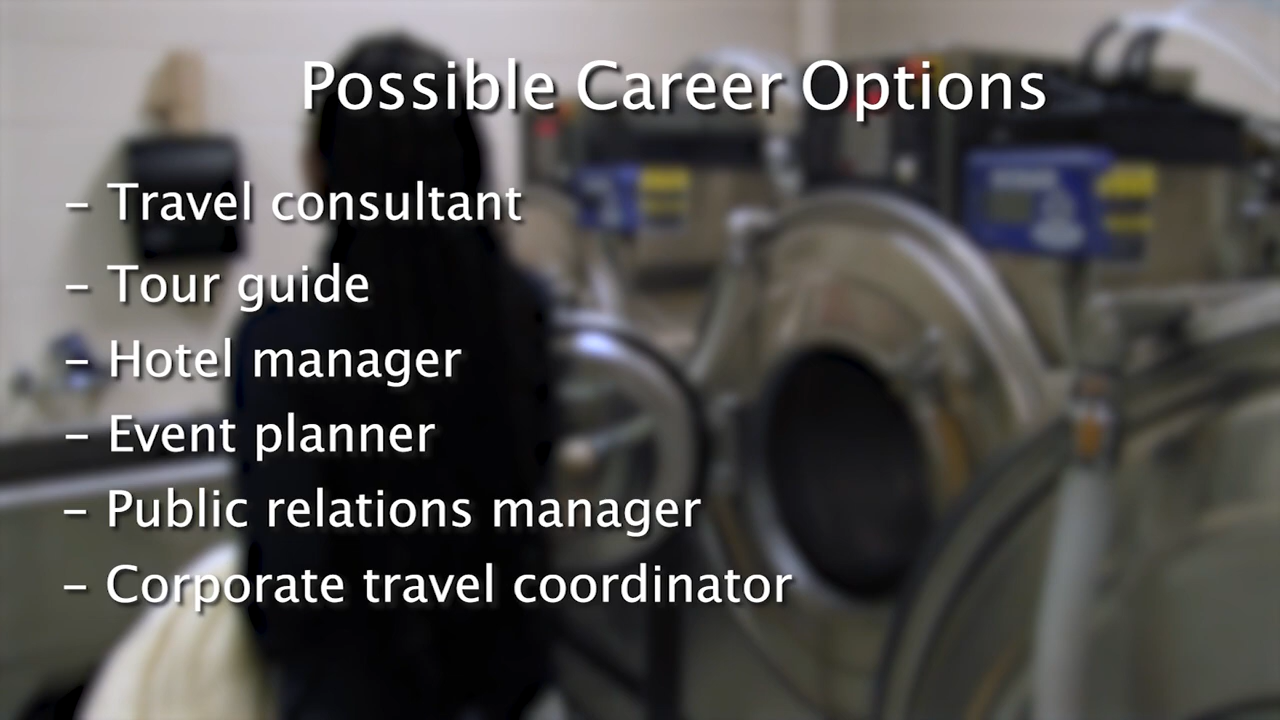 Possible Career Options
– Travel consultant
– Tour guide
– Hotel manager
– Event planner
– Public relations manager
– Corporate travel coordinator